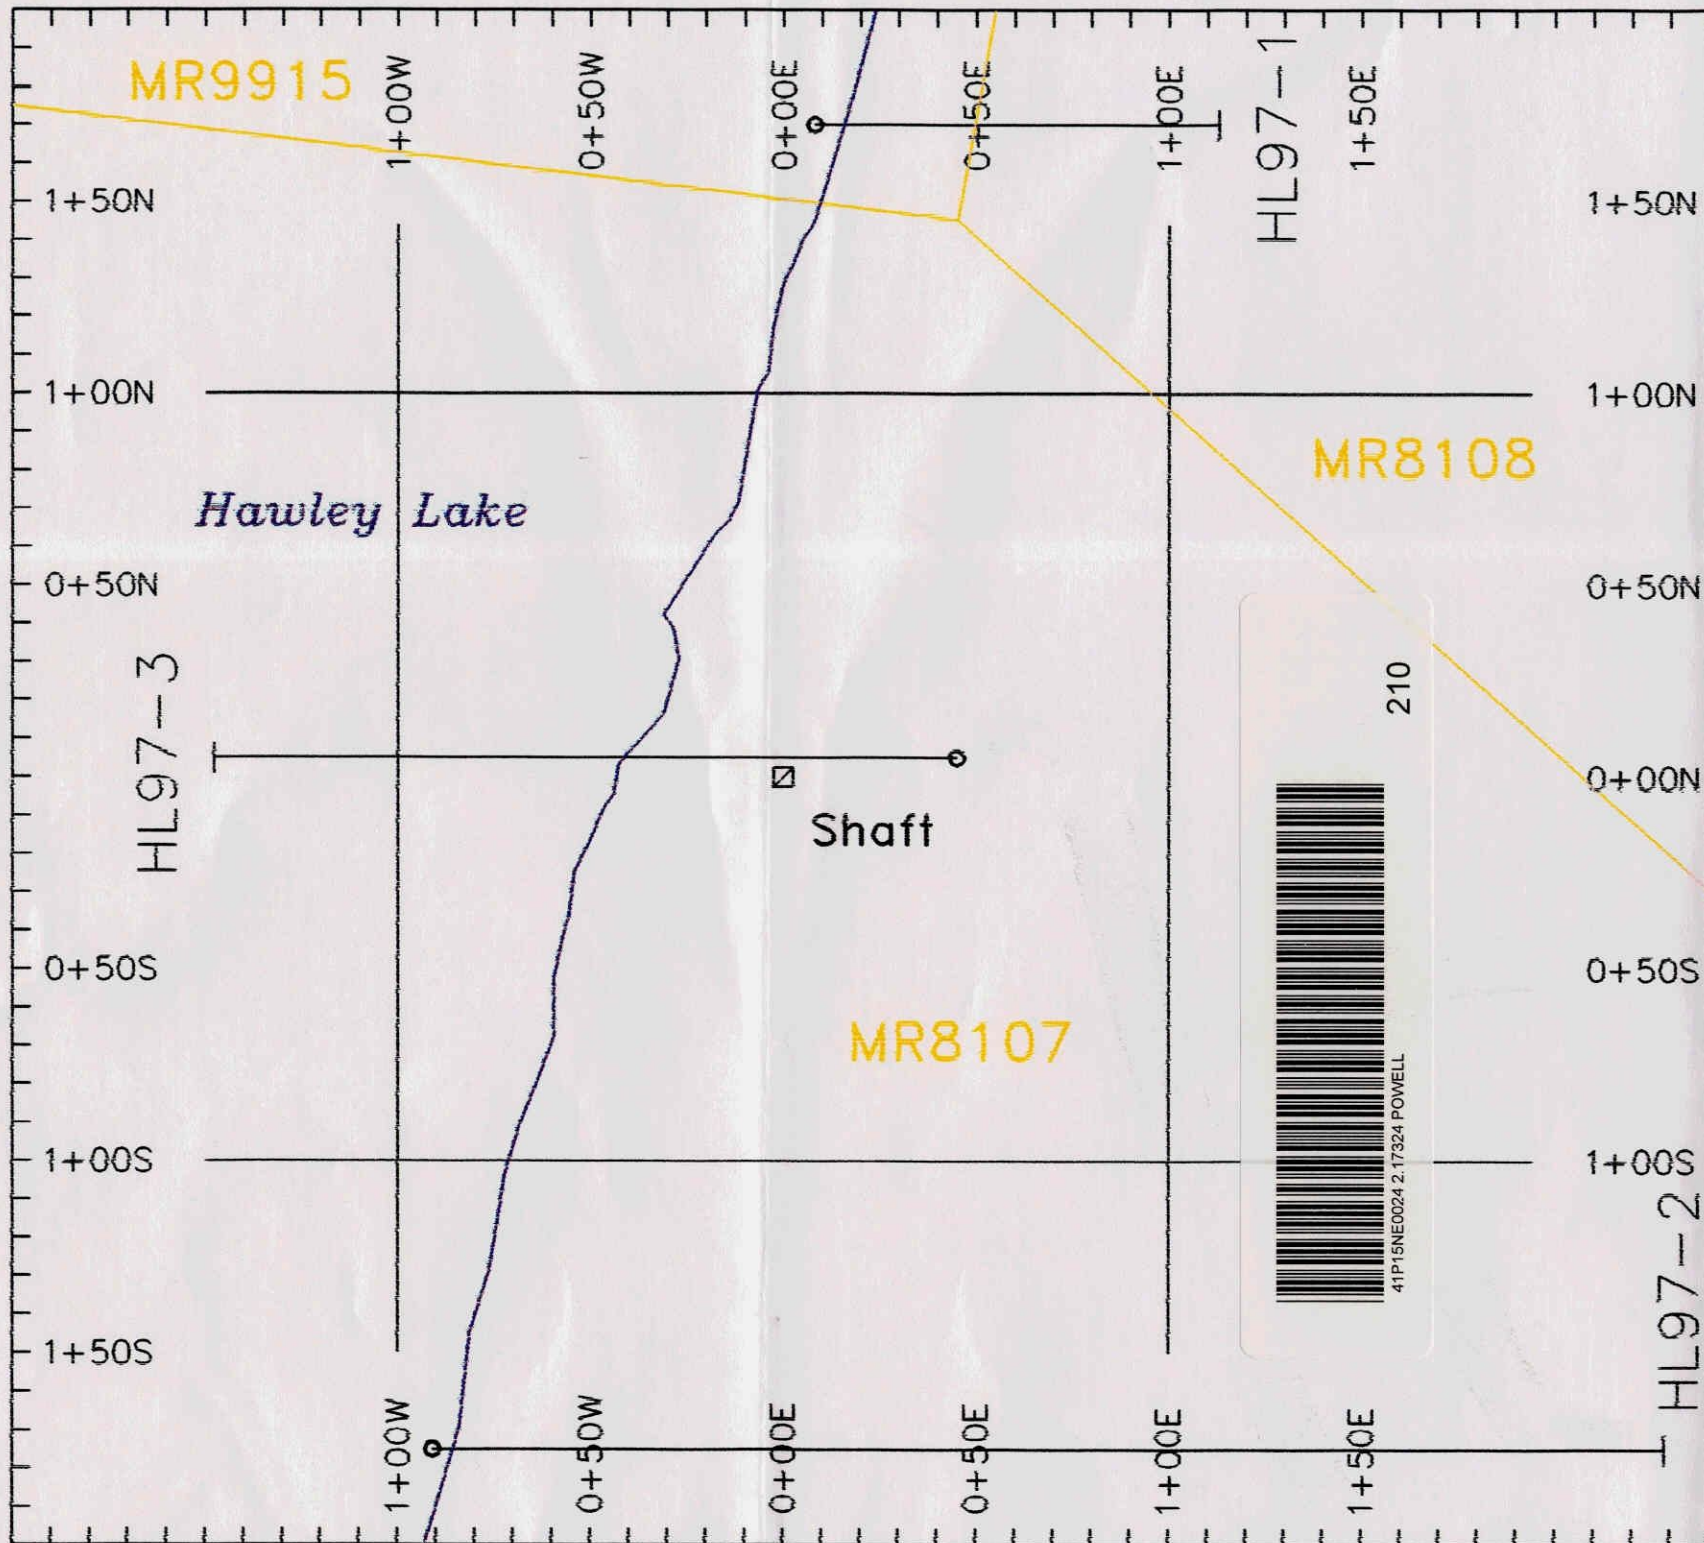 MR9915
1+00W
0+50W
0+00E
0+50E
1+00E
HL97-1
1+50E
1+50N
1+50N
1+00N
1+00N
MR8108
Hawley Lake
0+50N
0+50N
HL97-3
210
0+00N
Shaft
0+50S
0+50S
MR8107
41P15NE0024 2.17324 POWELL
1+00S
1+00S
HL97-2
1+50S
1+00W
0+50W
0+00E
0+50E
1+00E
1+50E